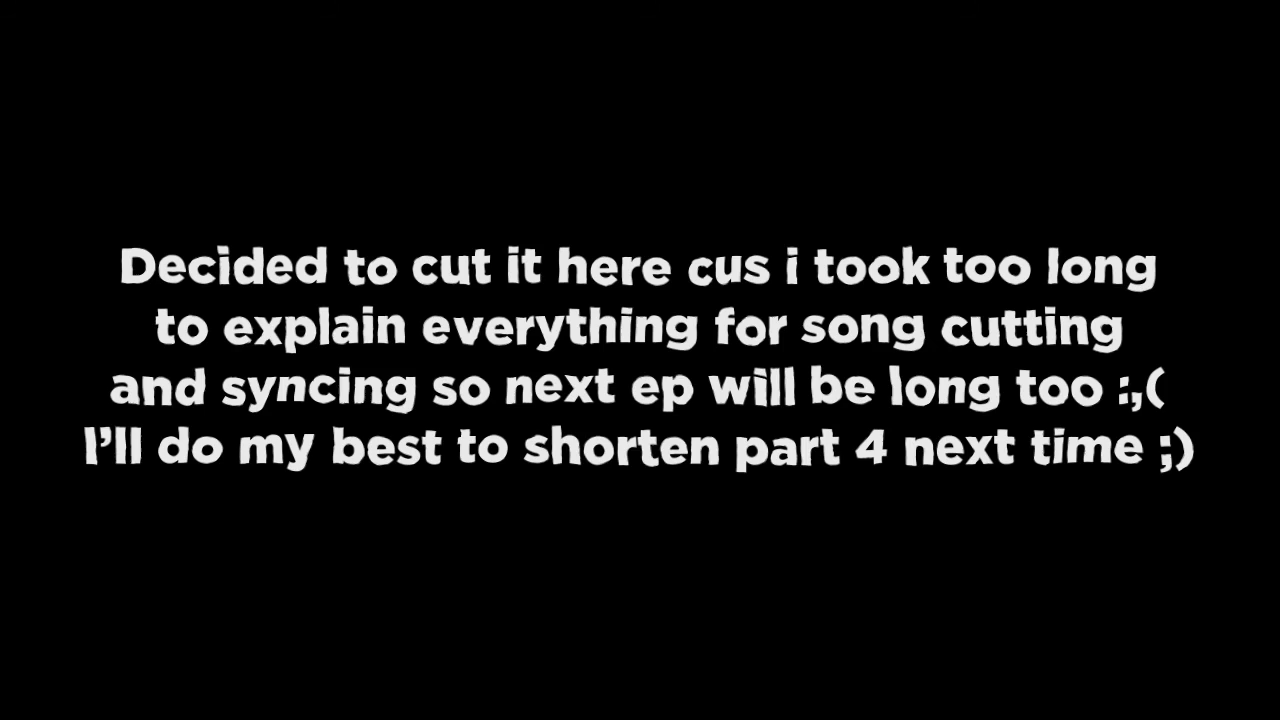 Decided to cut it here cus i took too long
to explain everything for song cutting
and syncing so next ep will be long too :,(
I’ll do my best to shorten part 4 next time ;)